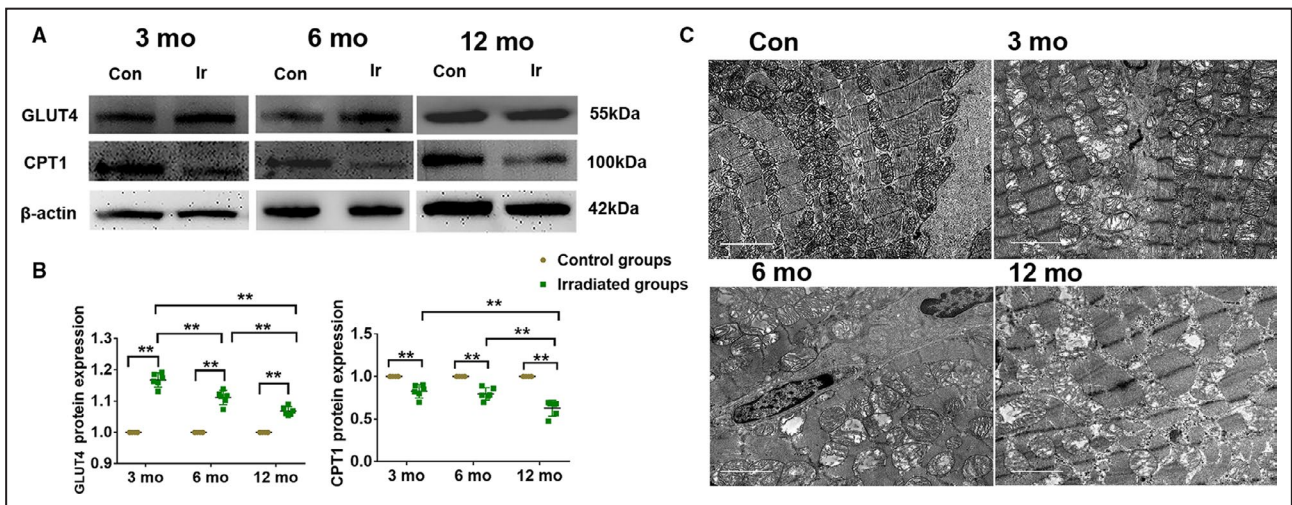 A
3 mo
6 mo
12 mo
Con
Ir
Con
Ir
Con
Ir
GLUT4
55kDa
CPT1
100kDa
β-actin
42kDa
B
Control groups
Irradiated groups
GLUT4 protein expression
1.3
1.2
1.1
1.0
0.9
**
**
**
**
**
**
3 mo
6 mo
12 mo
CPT1 protein expression
1.5
1.0
0.5
0.0
**
**
**
**
**
3 mo
6 mo
12 mo
C
Con
3 mo
6 mo
12 mo